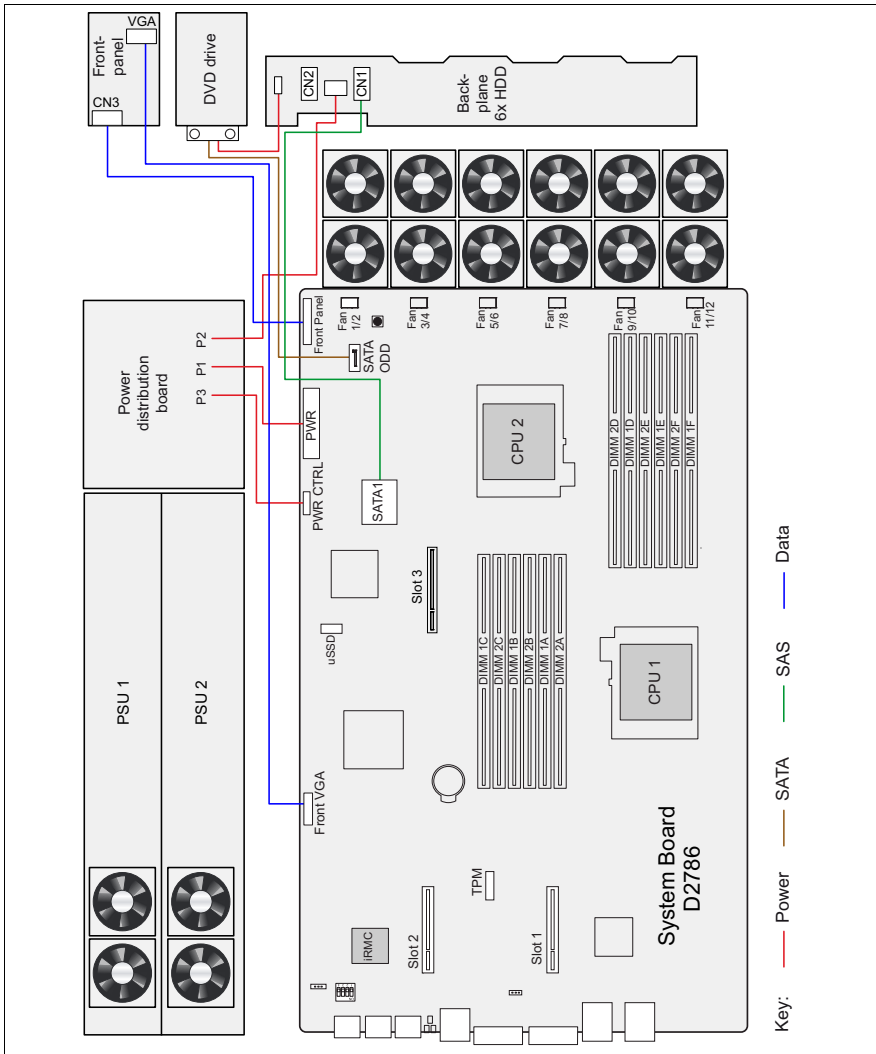 VGA
Front-
panel
CN3
DVD drive
CN2
CN1
Back-
plane
6x HDD
Power
distribution
board
P2
P1
P3
PSU 1
PSU 2
Front Panel
Fan
1/2
Fan
3/4
Fan
5/6
Fan
7/8
Fan
9/10
Fan
11/12
SATA
ODD
PWR
PWR CTRL
SATA1
CPU 2
DIMM 2D
DIMM 1D
DIMM 2E
DIMM 1E
DIMM 2F
DIMM 1F
Slot 3
uSSD
DIMM 1C
DIMM 2C
DIMM 1B
DIMM 2B
DIMM 1A
DIMM 2A
CPU 1
Front VGA
TPM
iRMC
Slot 2
Slot 1
System Board
D2786
Key:
Power
SATA
SAS
Data